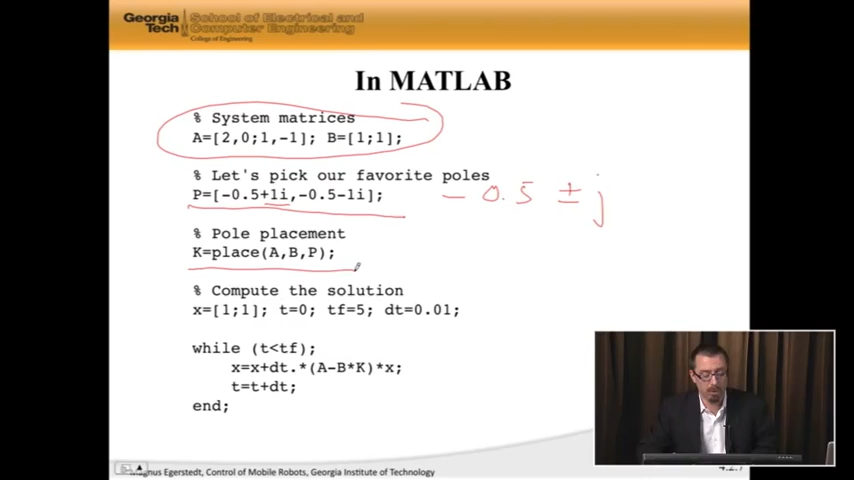 Georgia Tech
School of Electrical and Computer Engineering
College of Engineering
In MATLAB
% System matrices
A=[2,0;1,-1]; B=[1;1];
% Let's pick our favorite poles
P=[-0.5+1i,-0.5-1i];
- 0.5 ± j
% Pole placement
K=place(A,B,P);
% Compute the solution
x=[1;1]; t=0; tf=5; dt=0.01;
while (t<tf);
x=x+dt.*(A-B*K)*x;
t=t+dt;
end;
Magnus Egerstedt, Control of Mobile Robots, Georgia Institute of Technology